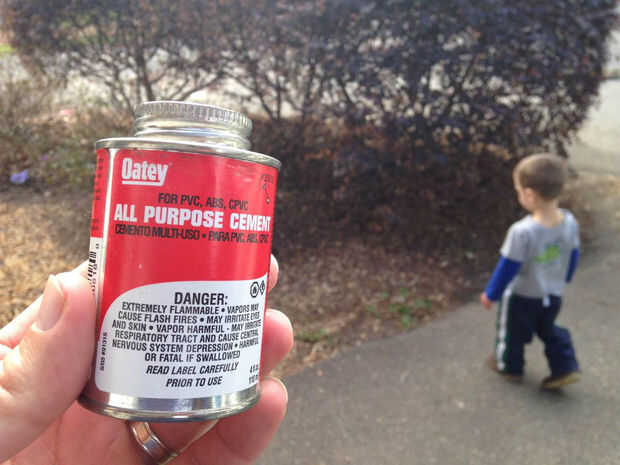 Oatey
FOR PVC, ABS, CPVC
ALL PURPOSE CEMENT
CEMENTO MULTI-USO • PARA PVC, ABS, CPVC
DANGER:
EXTREMELY FLAMMABLE • VAPORS MAY
CAUSE FLASH FIRES • MAY IRRITATE EYES
AND SKIN • VAPOR HARMFUL - MAY IRRITATE
RESPIRATORY TRACT AND CAUSE CENTRAL
NERVOUS SYSTEM DEPRESSION • HARMFUL
OR FATAL IF SWALLOWED
READ LABEL CAREFULLY
PRIOR TO USE